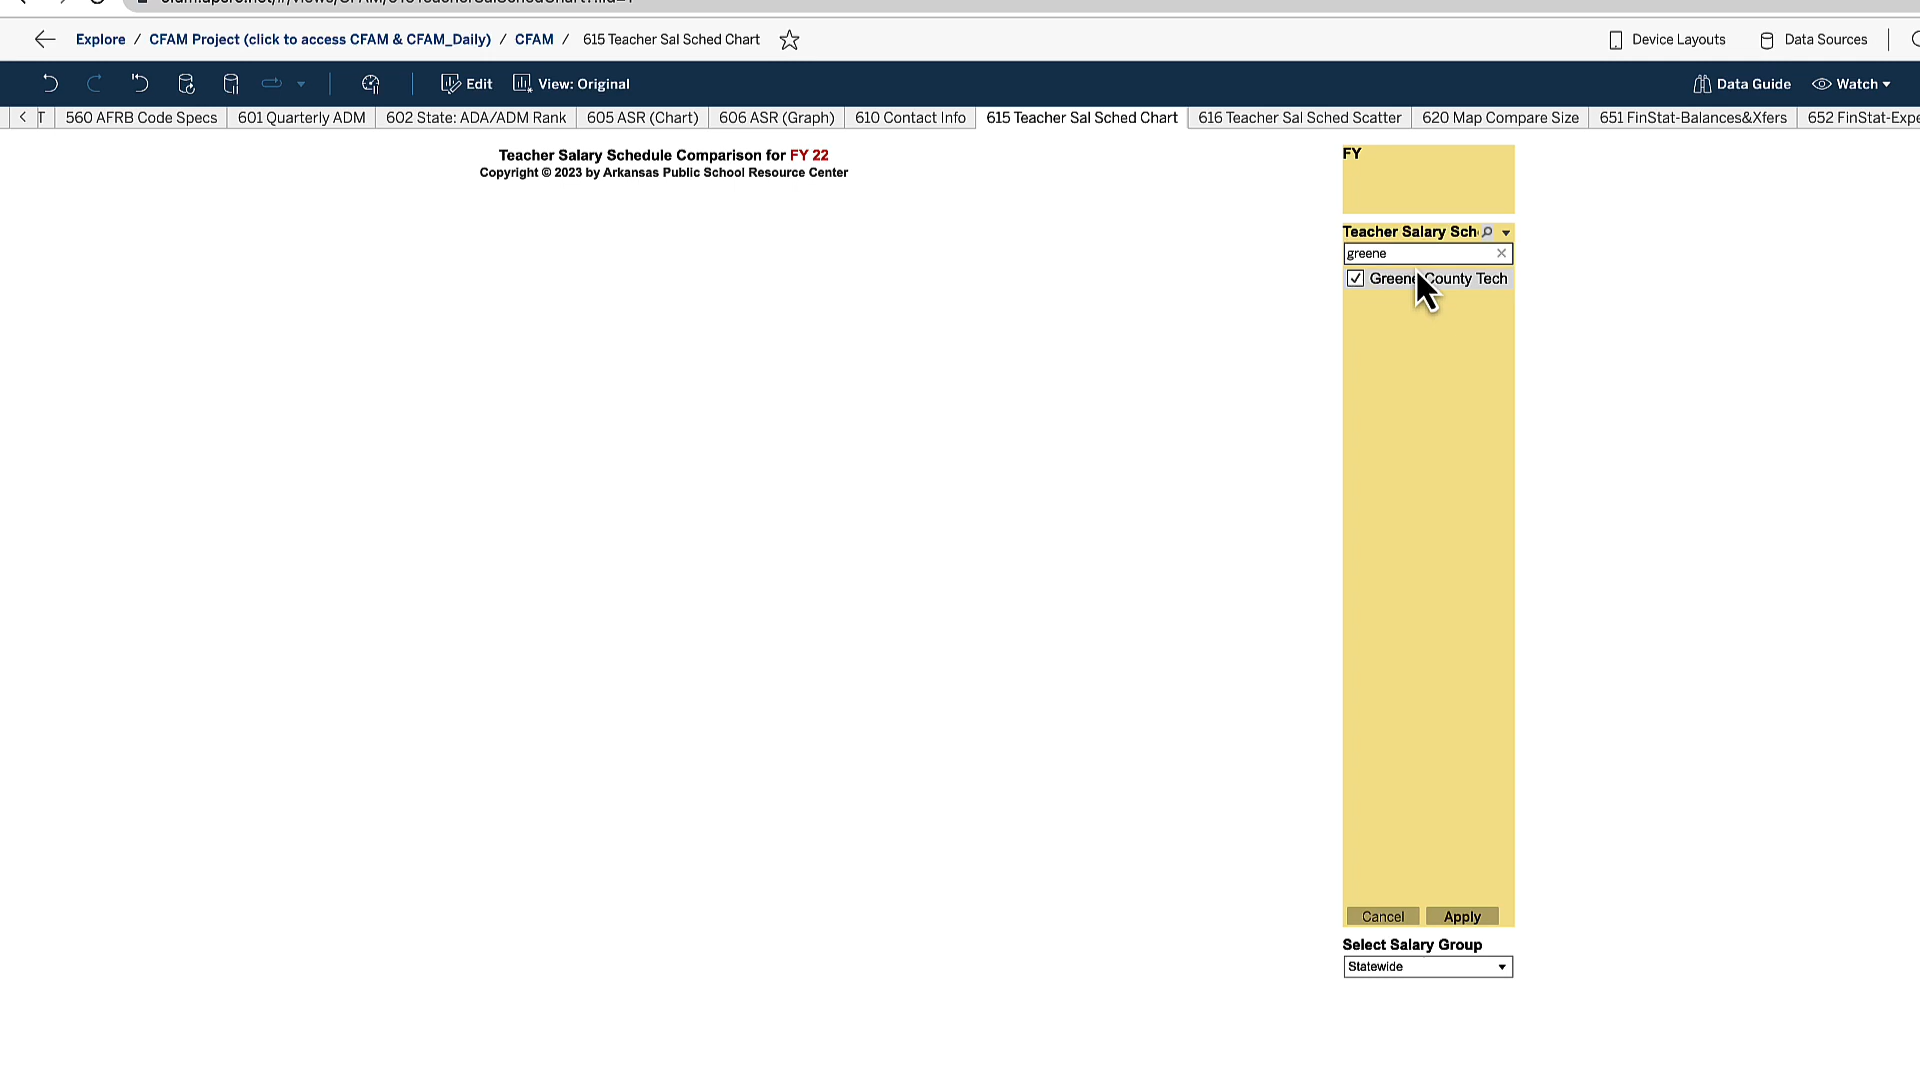 Explore / CFAM Project (click to access CFAM & CFAM_Daily) / CFAM / 615 Teacher Sal Sched Chart
Device Layouts
Data Sources
Edit
View: Original
Data Guide
Watch
T
560 AFRB Code Specs
601 Quarterly ADM
602 State: ADA/ADM Rank
605 ASR (Chart)
606 ASR (Graph)
610 Contact Info
615 Teacher Sal Sched Chart
616 Teacher Sal Sched Scatter
620 Map Compare Size
651 FinStat-Balances&Xfers
652 FinStat-Expe
Teacher Salary Schedule Comparison for FY 22
Copyright © 2023 by Arkansas Public School Resource Center
FY
Teacher Salary Sch
greene
Greene County Tech
Cancel
Apply
Select Salary Group
Statewide